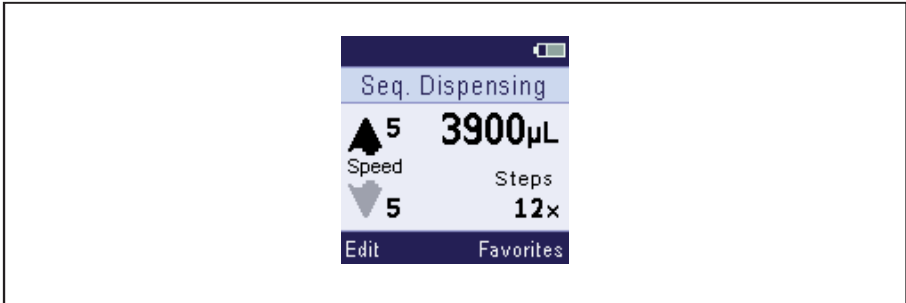 Seq. Dispensing
5 3900µL
Speed
Steps
5 12×
Edit Favorites